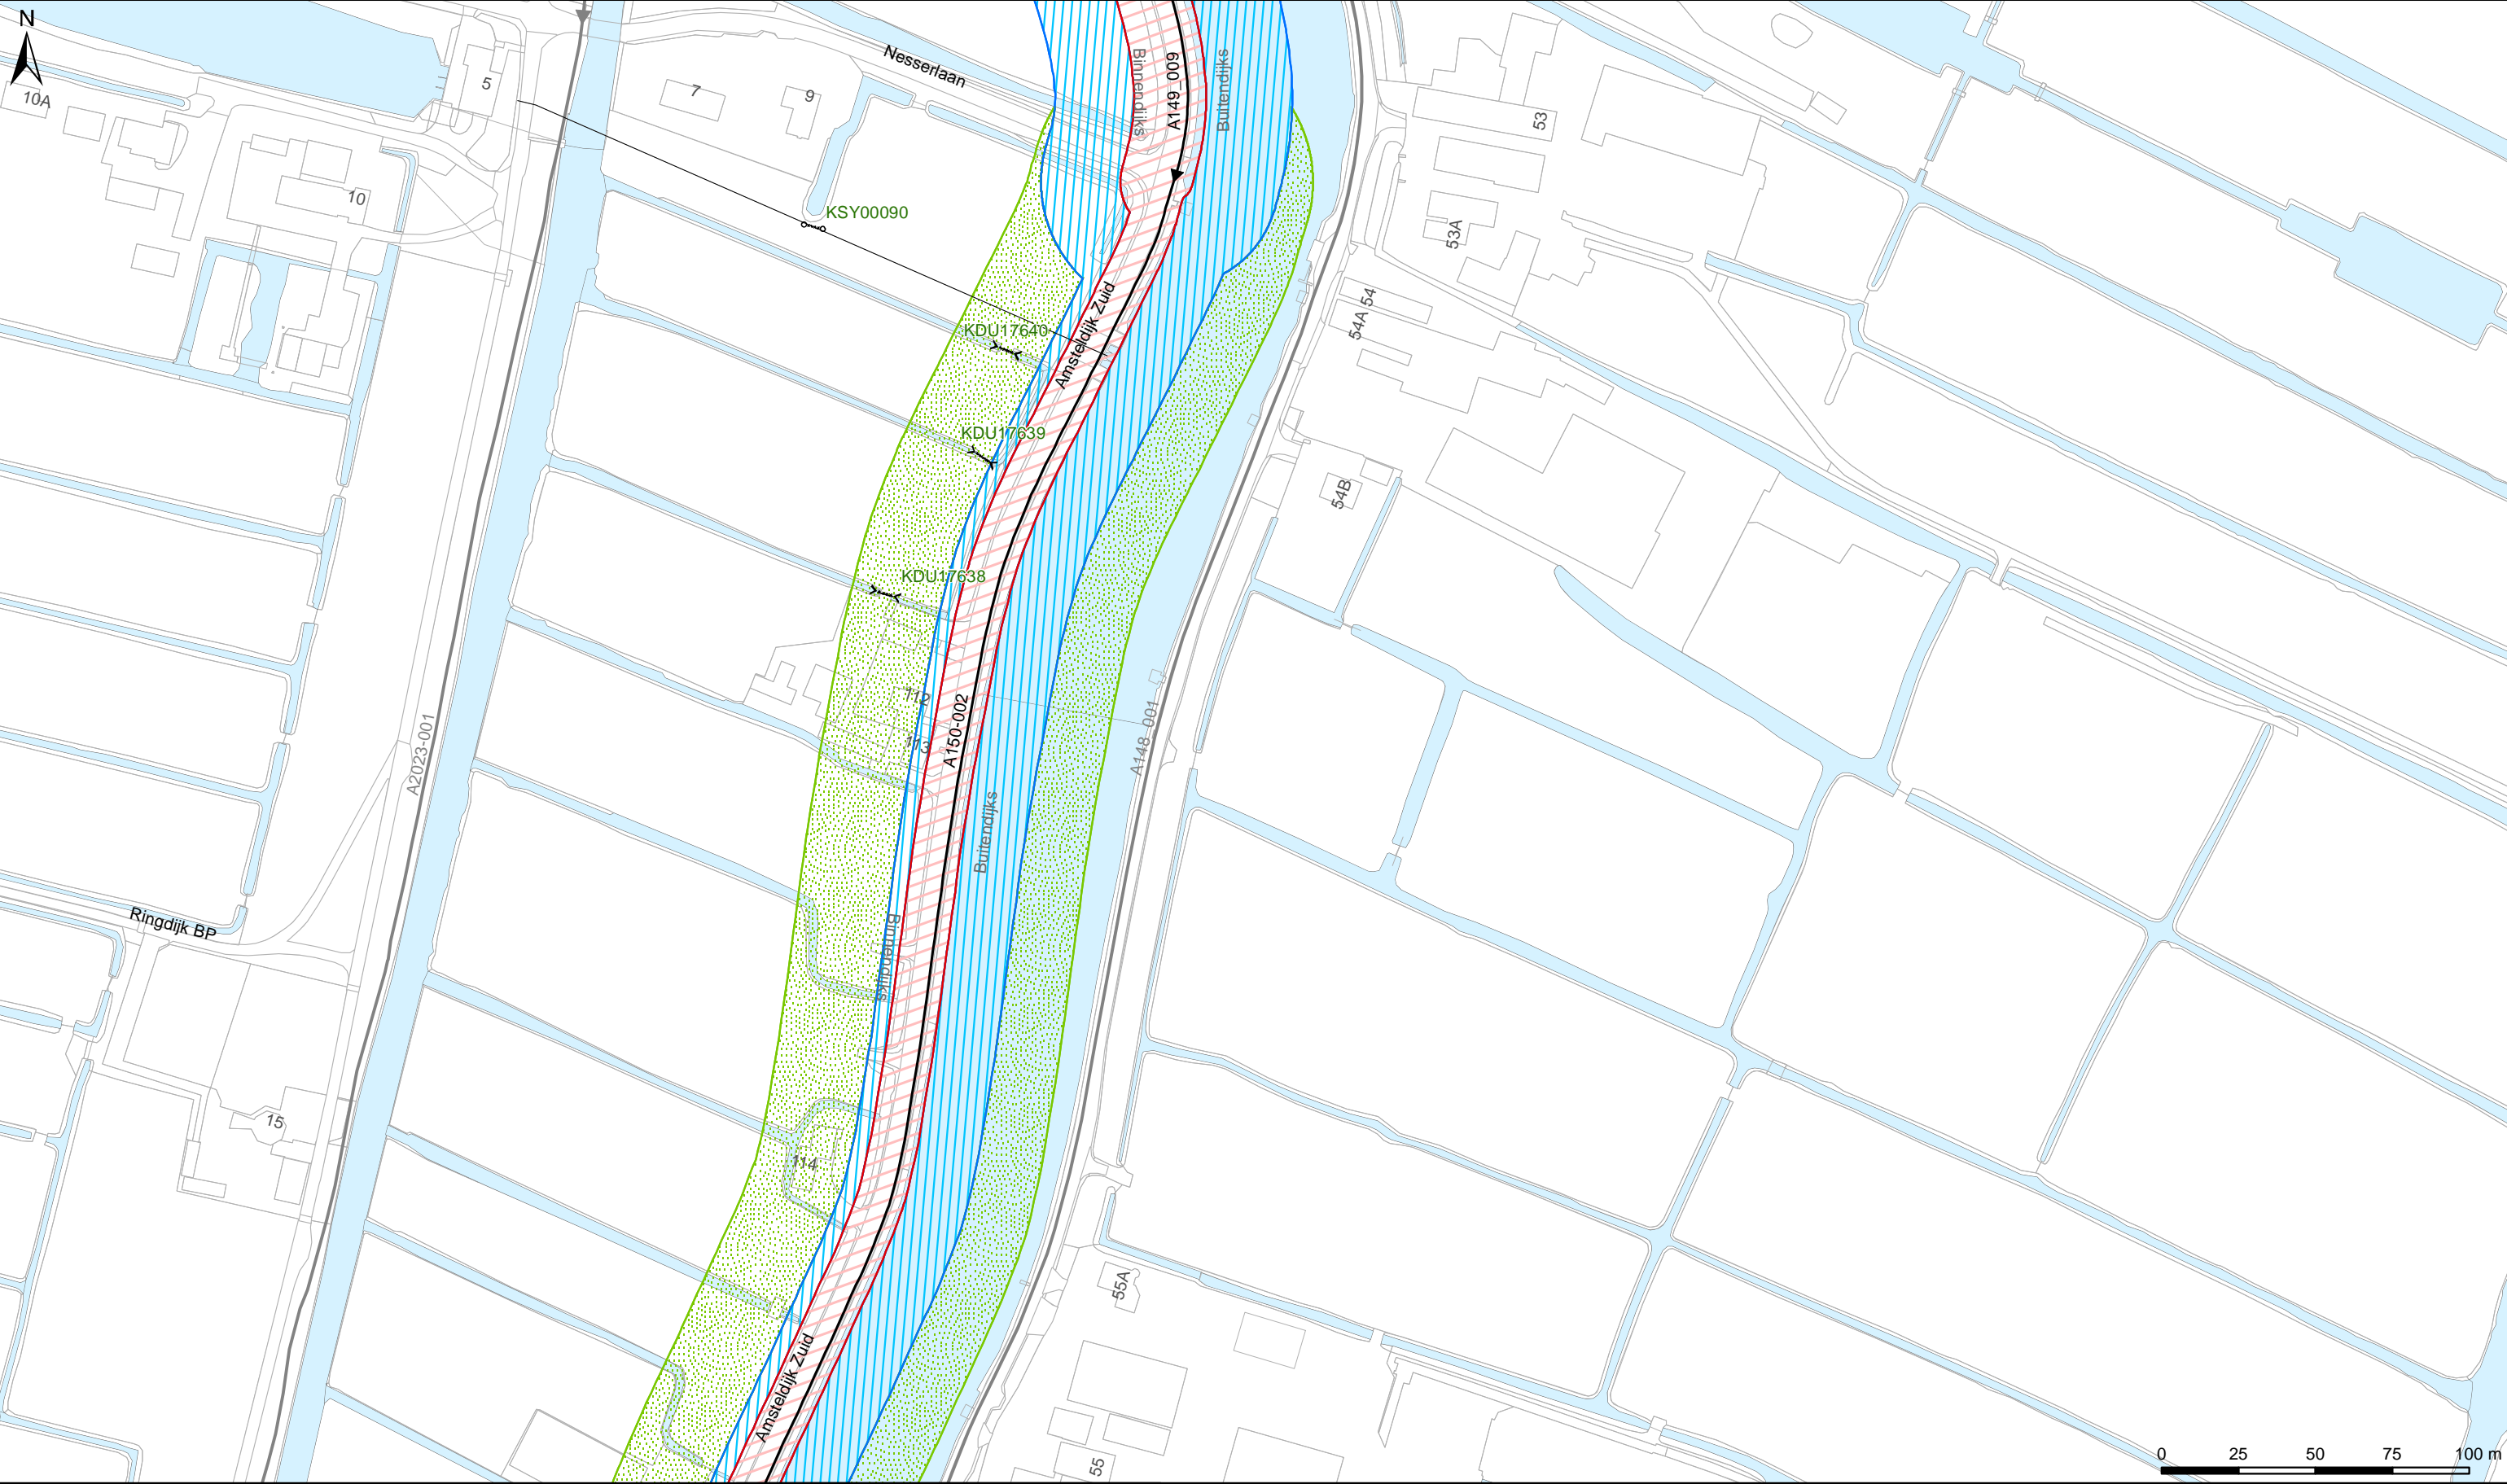 N
5
10A
7
9
Nesserlaan
Binnendijks
A149_009
Buitendijks
53
10
KSY00090
53A
54
54A
KDU17640
Amsteldijk Zuid
KDU17639
54B
KDU17638
112
113
A150-002
A148_001
A2023-001
Buitendijks
Binnendijks
Ringdijk BP
15
114
55A
Amsteldijk Zuid
55
0 25 50 75 100 m